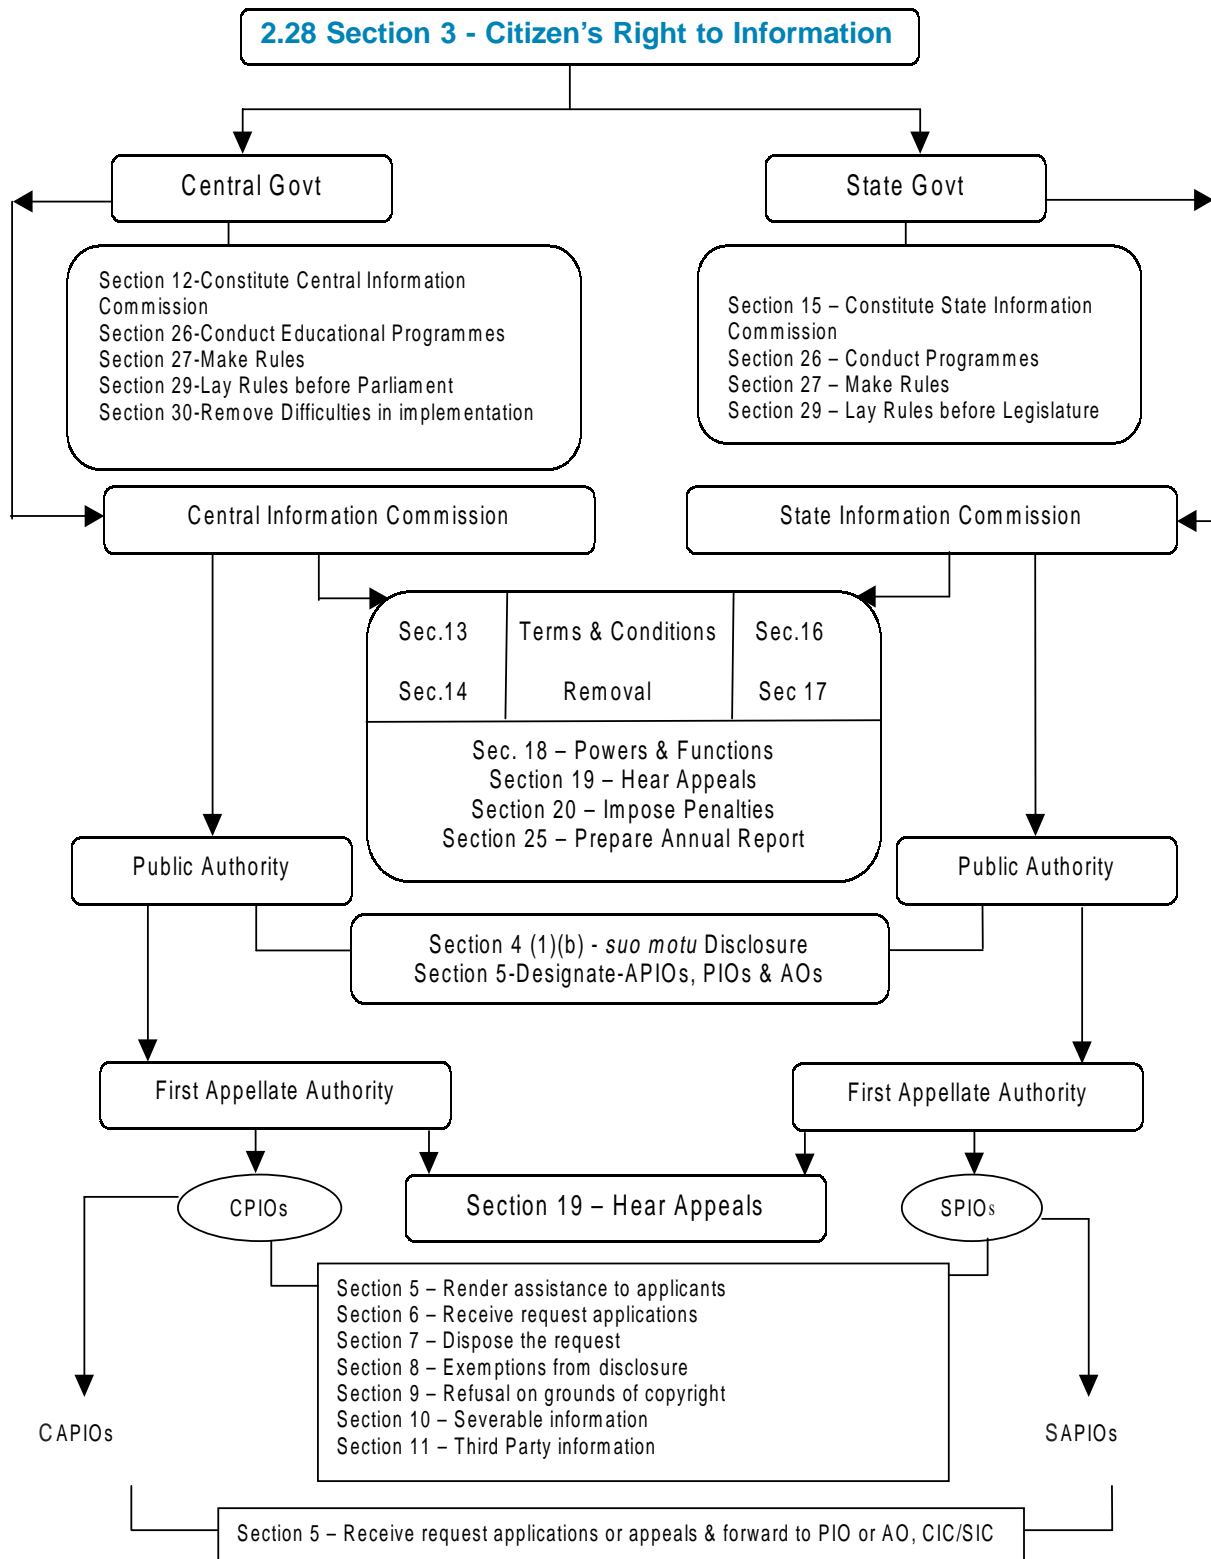 2.28 Section 3 - Citizen's Right to Information
Central Govt
State Govt
Section 12-Constitute Central Information
Commission
Section 26-Conduct Educational Programmes
Section 27-Make Rules
Section 29-Lay Rules before Parliament
Section 30-Remove Difficulties in implementation
Section 15 – Constitute State Information
Commission
Section 26 – Conduct Programmes
Section 27 – Make Rules
Section 29 – Lay Rules before Legislature
Central Information Commission
State Information Commission
Sec.13 Terms & Conditions Sec.16
Sec.14 Removal Sec 17
Sec. 18 – Powers & Functions
Section 19 – Hear Appeals
Section 20 – Impose Penalties
Section 25 – Prepare Annual Report
Public Authority
Public Authority
Section 4 (1)(b) - suo motu Disclosure
Section 5-Designate-APIOs, PIOs & AOs
First Appellate Authority
First Appellate Authority
CPIOs
Section 19 – Hear Appeals
SPIOs
Section 5 – Render assistance to applicants
Section 6 – Receive request applications
Section 7 – Dispose the request
Section 8 – Exemptions from disclosure
Section 9 – Refusal on grounds of copyright
Section 10 – Severable information
Section 11 – Third Party information
CAPIOs
SAPIOs
Section 5 – Receive request applications or appeals & forward to PIO or AO, CIC/SIC